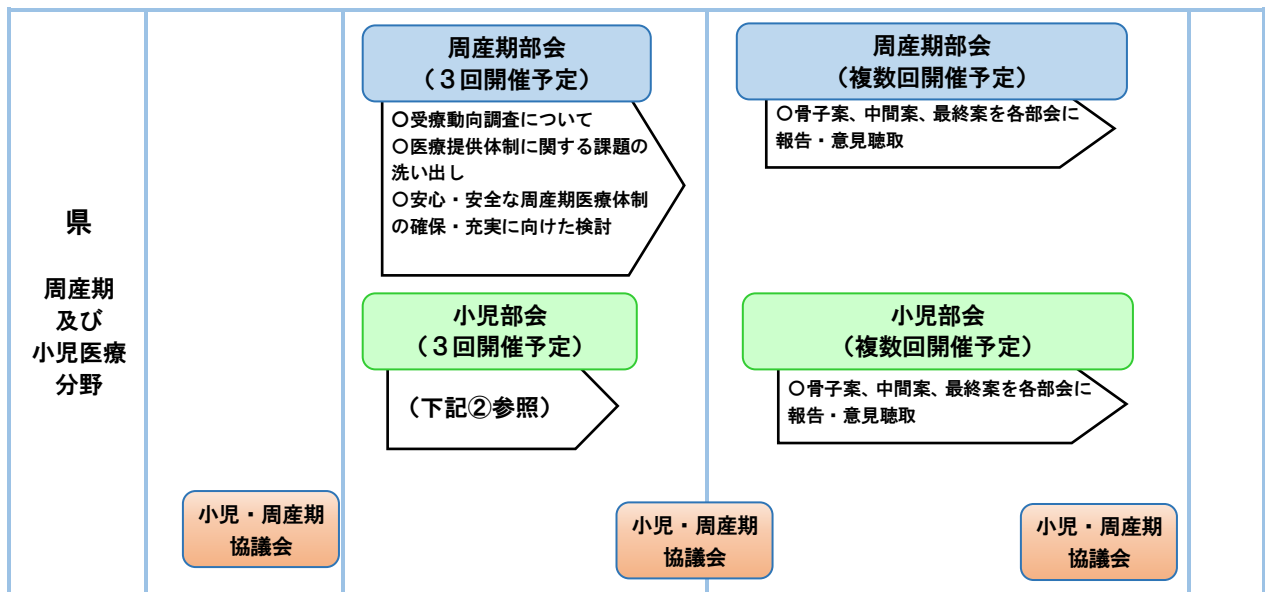 県
周産期
及び
小児医療
分野
周産期部会
（３回開催予定）
〇受療動向調査について
〇医療提供体制に関する課題の
洗い出し
〇安心・安全な周産期医療体制
の確保・充実に向けた検討
周産期部会
（複数回開催予定）
〇骨子案、中間案、最終案を各部会に
報告・意見聴取
小児部会
（３回開催予定）
（下記②参照）
小児部会
（複数回開催予定）
〇骨子案、中間案、最終案を各部会に
報告・意見聴取
小児・周産期
協議会
小児・周産期
協議会
小児・周産期
協議会